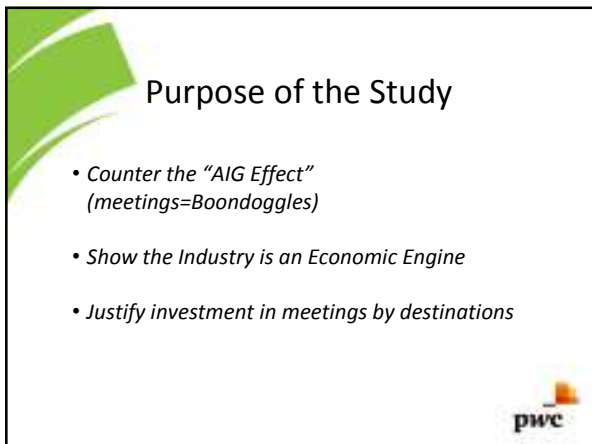 Purpose of the Study
• Counter the “AIG Effect”
(meetings=Boondoggles)
• Show the Industry is an Economic Engine
• Justify investment in meetings by destinations
pwc